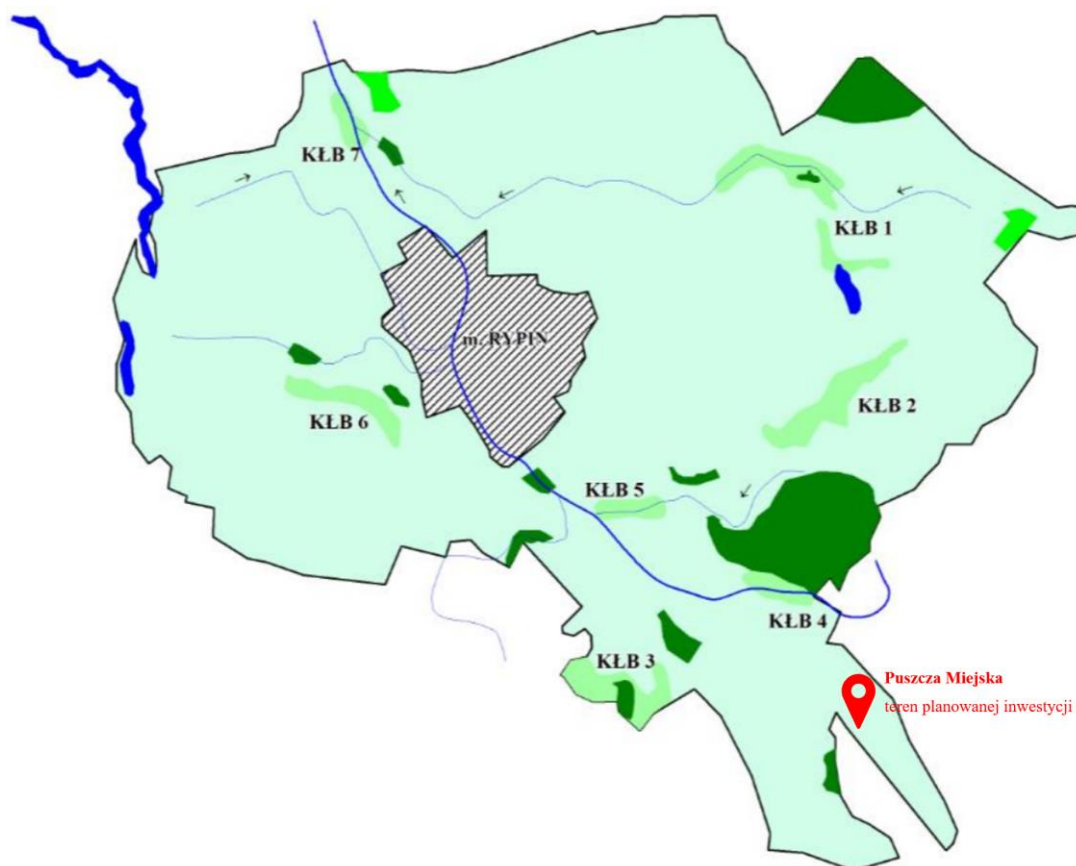 KŁB 7
KŁB 1
m. RYPIN
KŁB 2
KŁB 6
KŁB 5
KŁB 4
KŁB 3
Puszcza Miejska
teren planowanej inwestycji